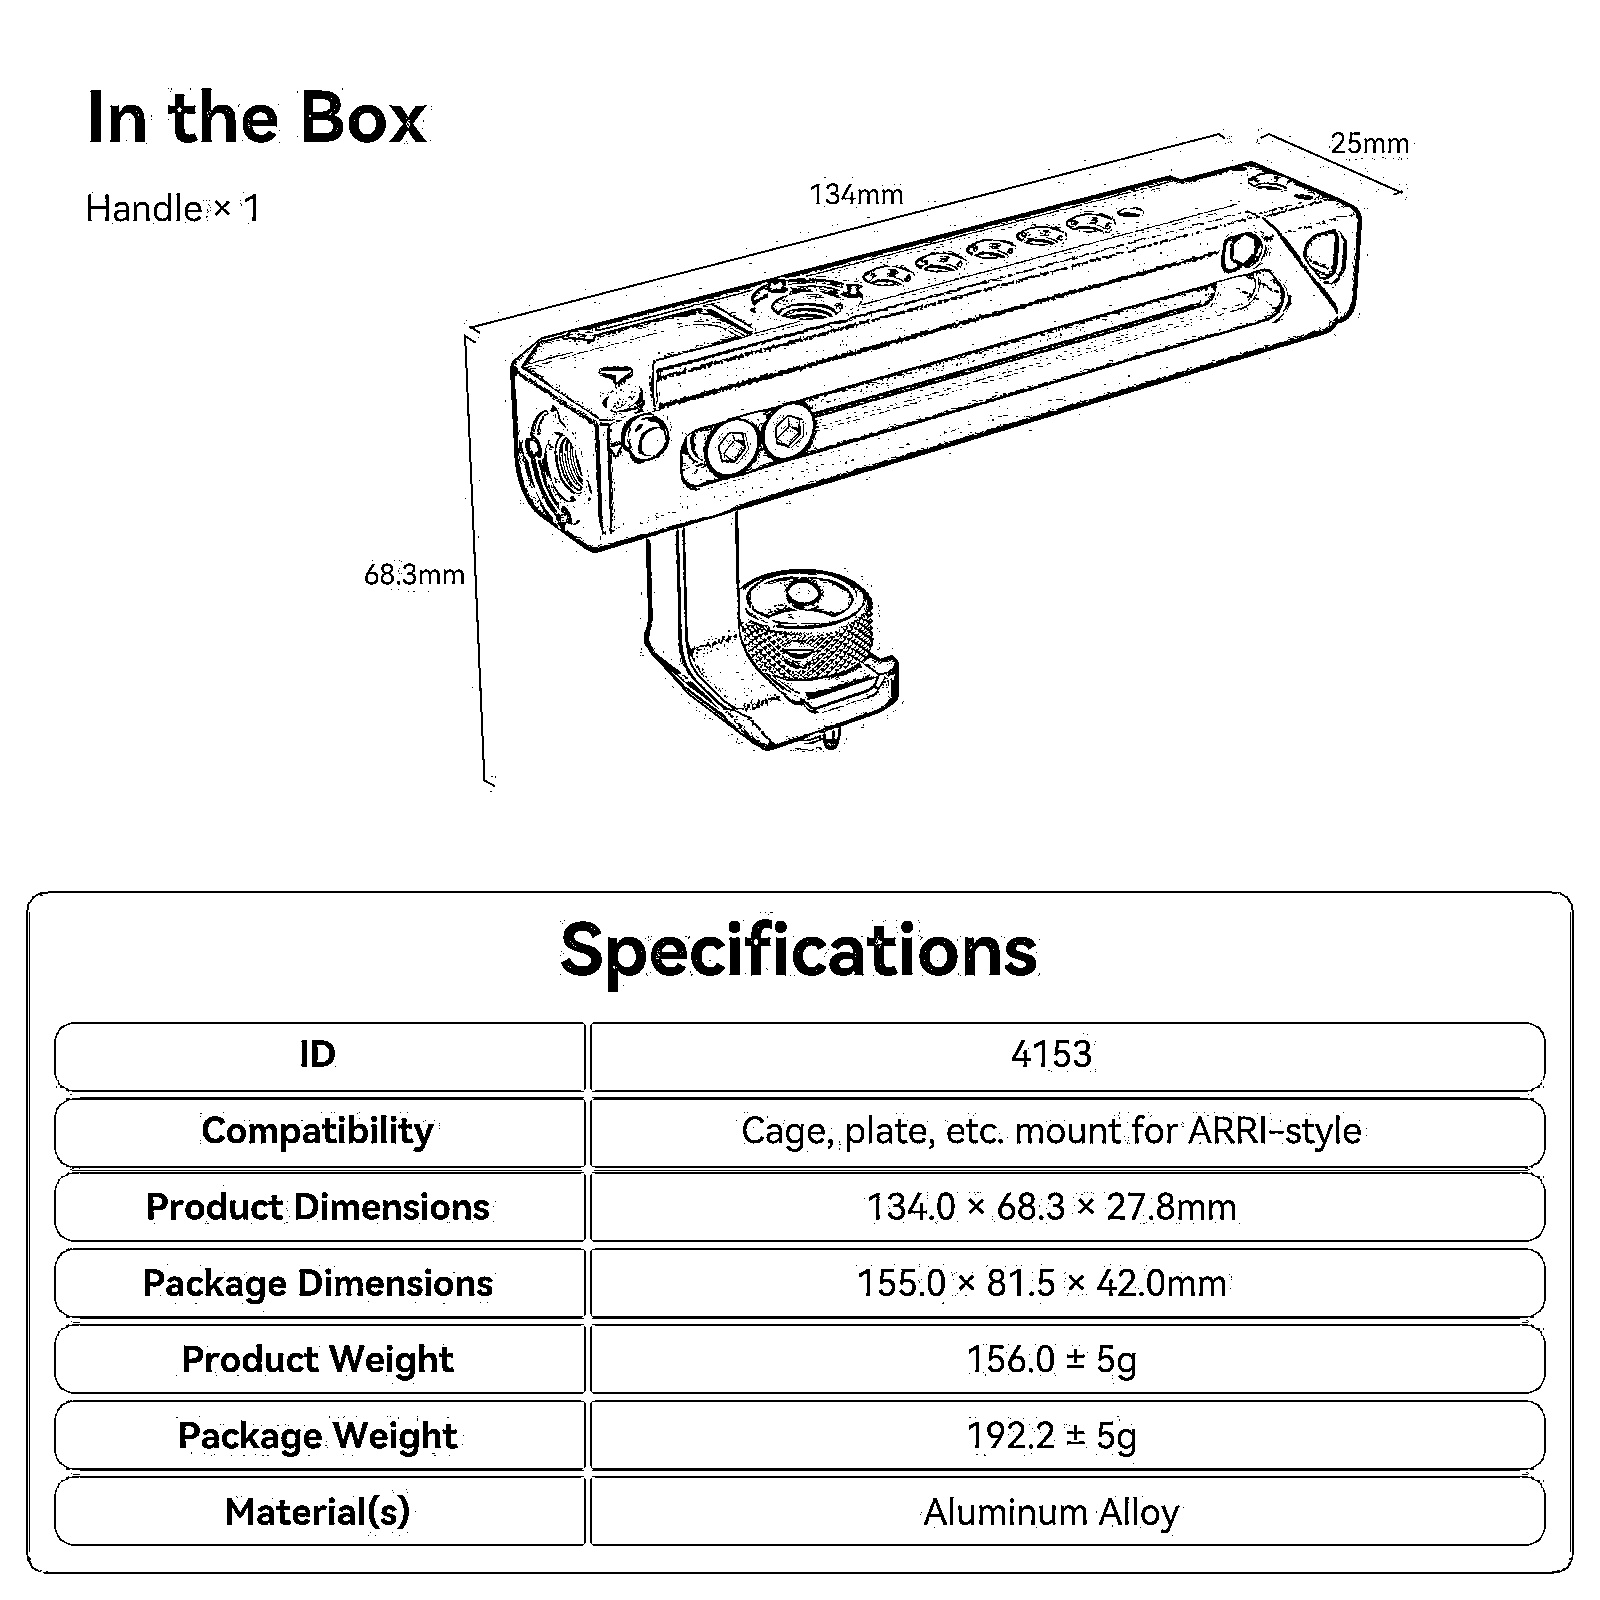 In the Box
Handle × 1
25mm
134mm
68.3mm
Specifications
ID 4153
Compatibility Cage, plate, etc. mount for ARRI-style
Product Dimensions 134.0 × 68.3 × 27.8mm
Package Dimensions 155.0 × 81.5 × 42.0mm
Product Weight 156.0 ± 5g
Package Weight 192.2 ± 5g
Material(s) Aluminum Alloy